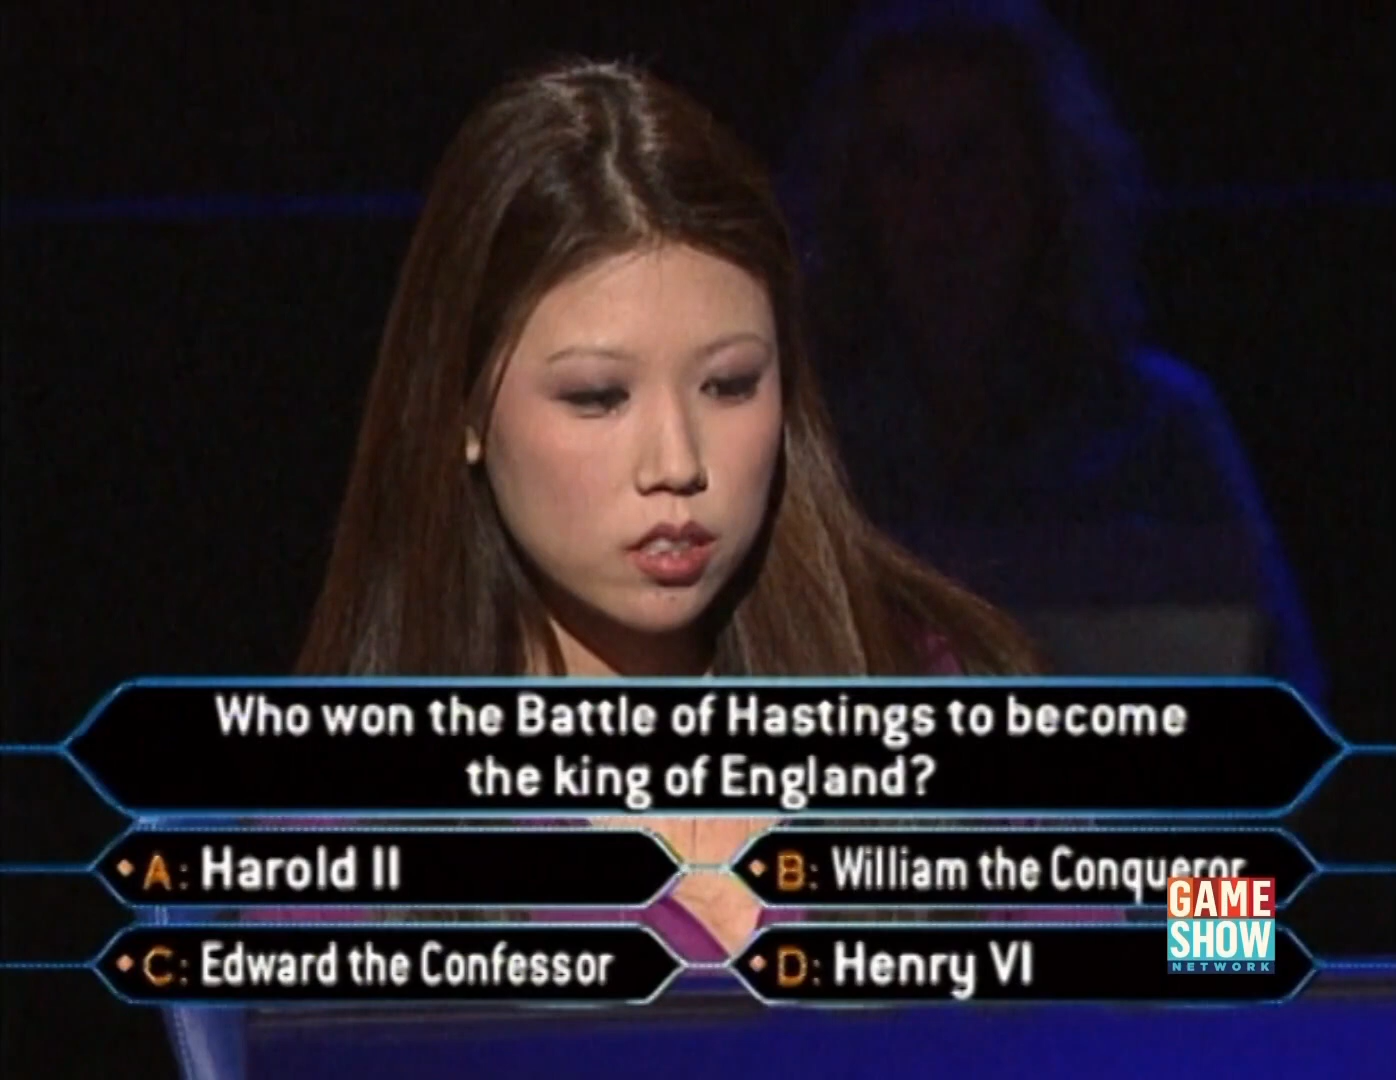 Who won the Battle of Hastings to become
the king of England?
A: Harold II
B: William the Conqueror
C: Edward the Confessor
D: Henry VI
GAME
SHOW
NETWORK